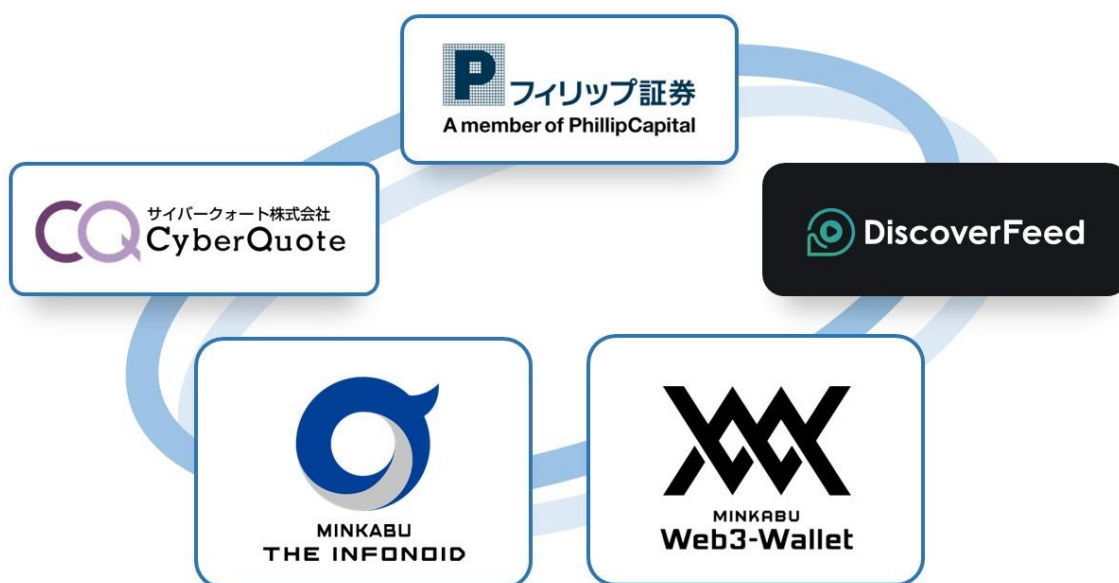 P
フィリップ証券
A member of PhillipCapital
CQ
サイバークォート株式会社
CyberQuote
DiscoverFeed
MINKABU
THE INFONOID
MINKABU
Web3-Wallet